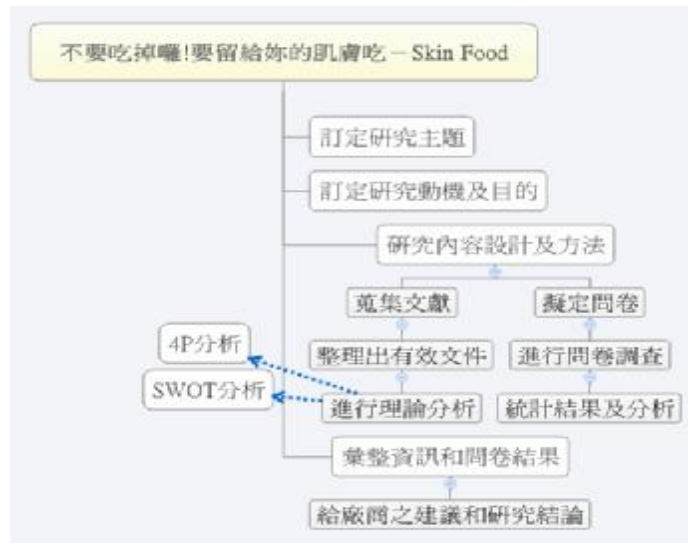 不要吃掉囉!要留給妳的肌膚吃－Skin Food
訂定研究主題
訂定研究動機及目的
研究內容設計及方法
蒐集文獻
擬定問卷
整理出有效文件
進行問卷調查
4P分析
SWOT分析
進行理論分析
統計結果及分析
彙整資訊和問卷結果
給廠商之建議和研究結論